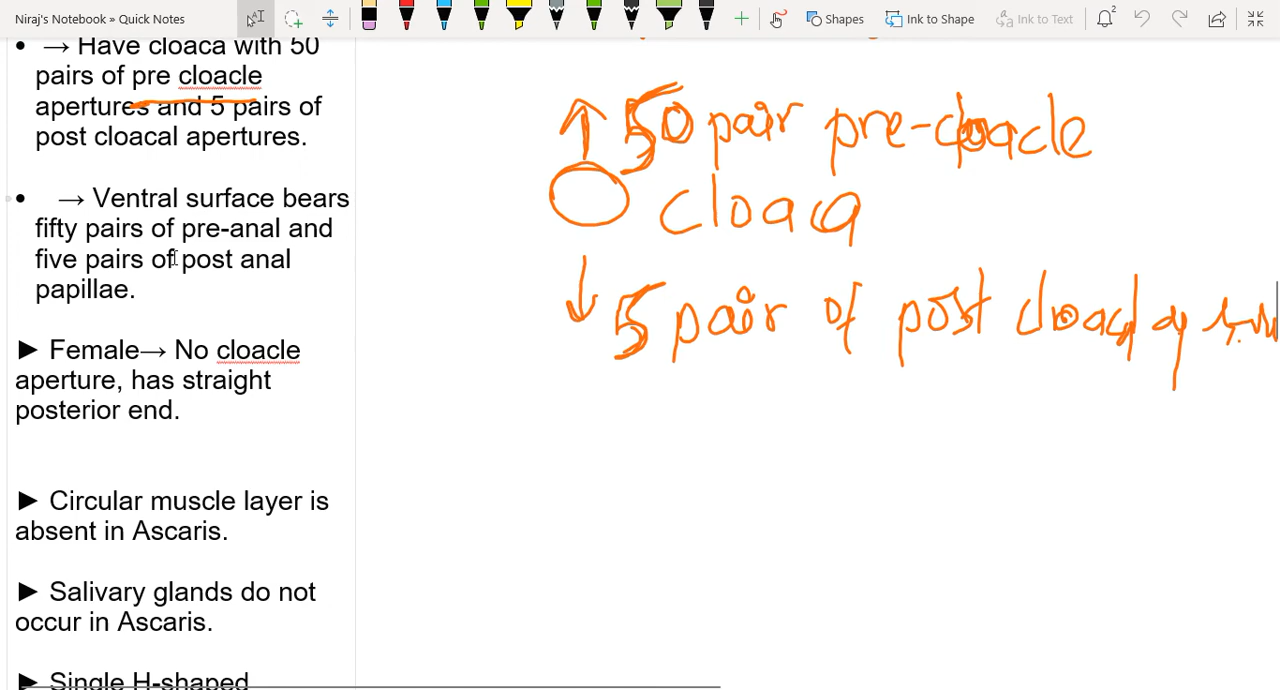 Niraj's Notebook » Quick Notes
Shapes
Ink to Shape
Ink to Text
2
• → Have cloaca with 50
pairs of pre cloacle
apertures and 5 pairs of
post cloacal apertures.
• → Ventral surface bears
fifty pairs of pre-anal and
five pairs of post anal
papillae.
► Female→ No cloacle
aperture, has straight
posterior end.
► Circular muscle layer is
absent in Ascaris.
► Salivary glands do not
occur in Ascaris.
► Single H-shaped
↑ 50 pair pre-cloacle
cloaca
↓ 5 pair of post cloacal